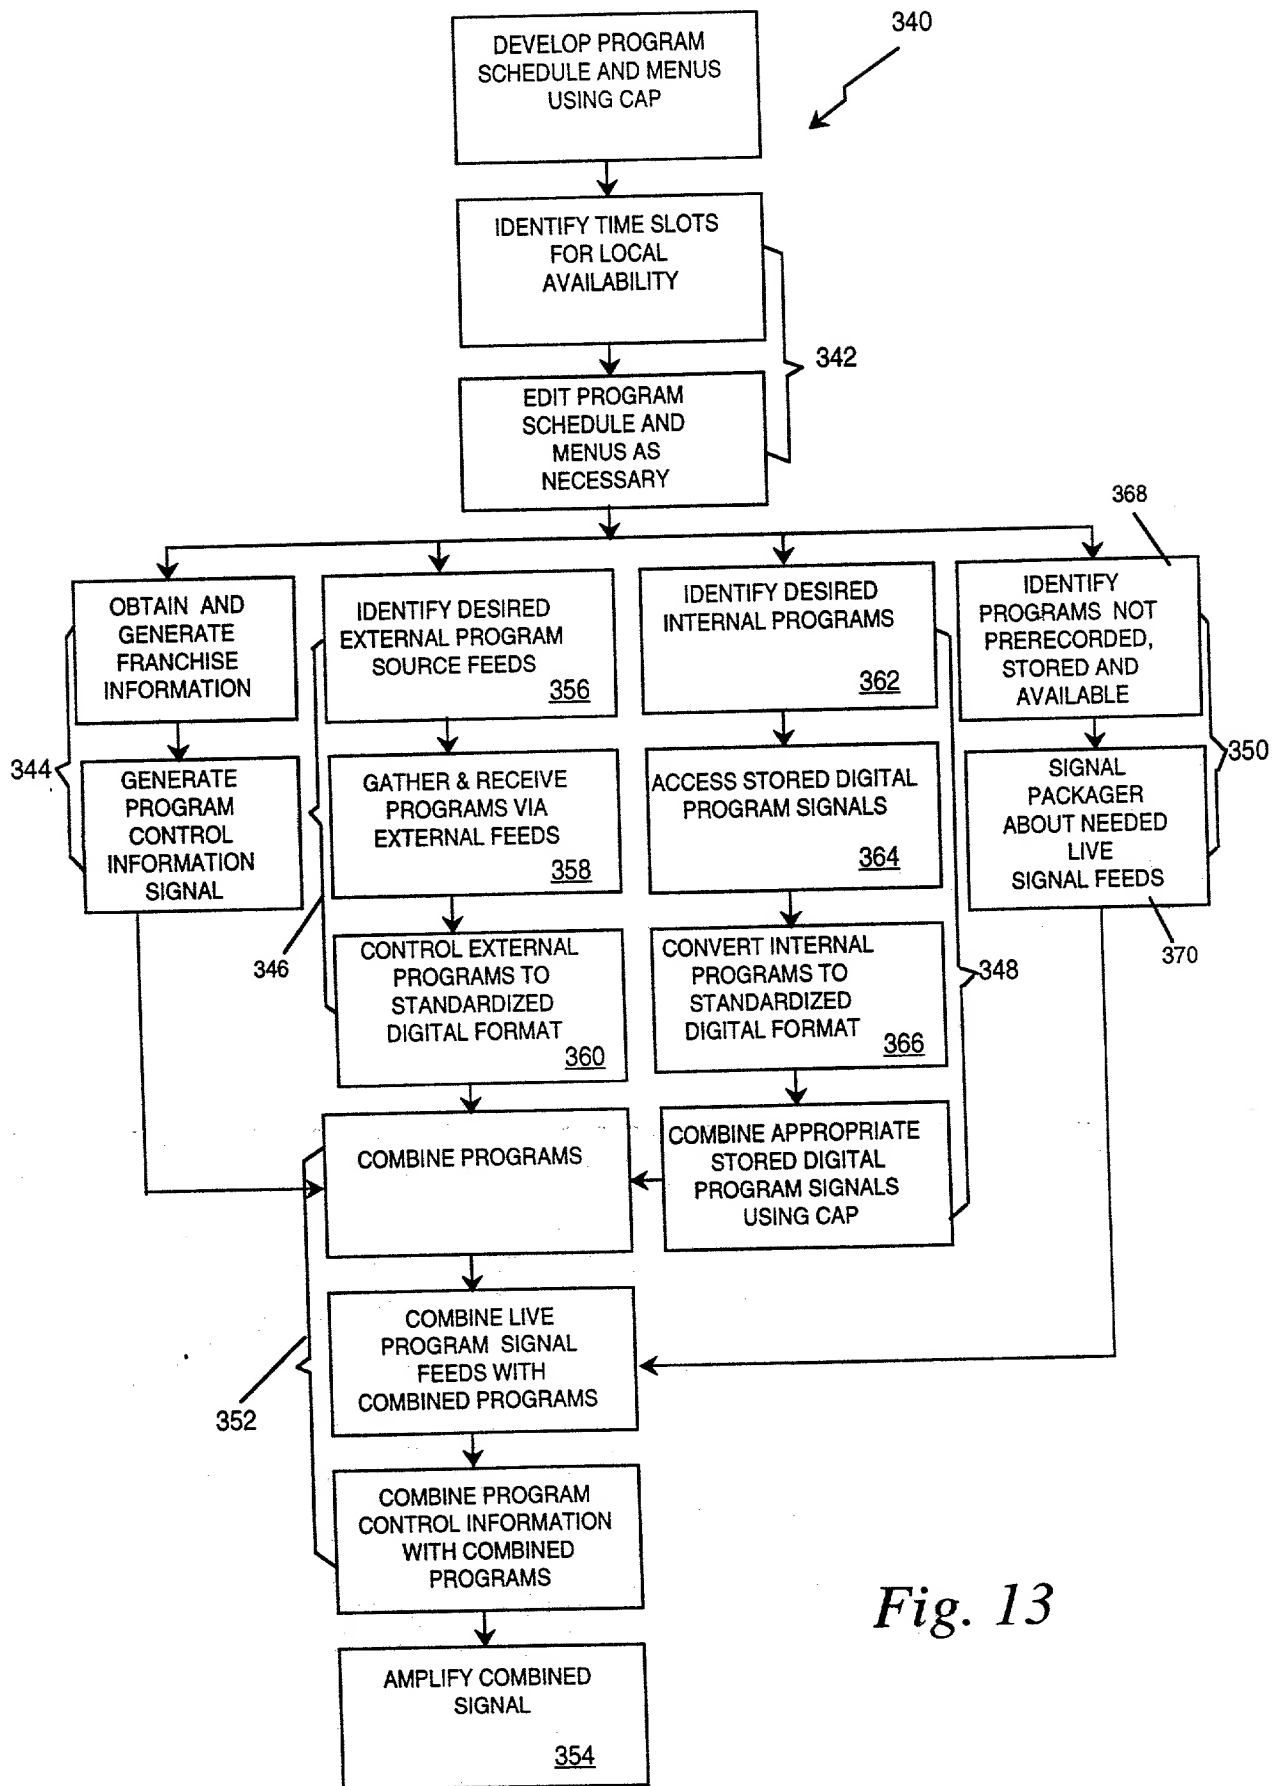 DEVELOP PROGRAM
SCHEDULE AND MENUS
USING CAP
340
IDENTIFY TIME SLOTS
FOR LOCAL
AVAILABILITY
342
EDIT PROGRAM
SCHEDULE AND
MENUS AS
NECESSARY
OBTAIN AND
GENERATE
FRANCHISE
INFORMATION
GENERATE
PROGRAM
CONTROL
INFORMATION
SIGNAL
344
IDENTIFY DESIRED
EXTERNAL PROGRAM
SOURCE FEEDS
356
GATHER & RECEIVE
PROGRAMS VIA
EXTERNAL FEEDS
358
CONTROL EXTERNAL
PROGRAMS TO
STANDARDIZED
DIGITAL FORMAT
360
346
IDENTIFY DESIRED
INTERNAL PROGRAMS
362
ACCESS STORED DIGITAL
PROGRAM SIGNALS
364
CONVERT INTERNAL
PROGRAMS TO
STANDARDIZED
DIGITAL FORMAT
366
COMBINE APPROPRIATE
STORED DIGITAL
PROGRAM SIGNALS
USING CAP
348
368
IDENTIFY
PROGRAMS NOT
PRERECORDED,
STORED AND
AVAILABLE
SIGNAL
PACKAGER
ABOUT NEEDED
LIVE
SIGNAL FEEDS
350
370
COMBINE PROGRAMS
COMBINE LIVE
PROGRAM SIGNAL
FEEDS WITH
COMBINED PROGRAMS
352
COMBINE PROGRAM
CONTROL INFORMATION
WITH COMBINED
PROGRAMS
AMPLIFY COMBINED
SIGNAL
354
Fig. 13